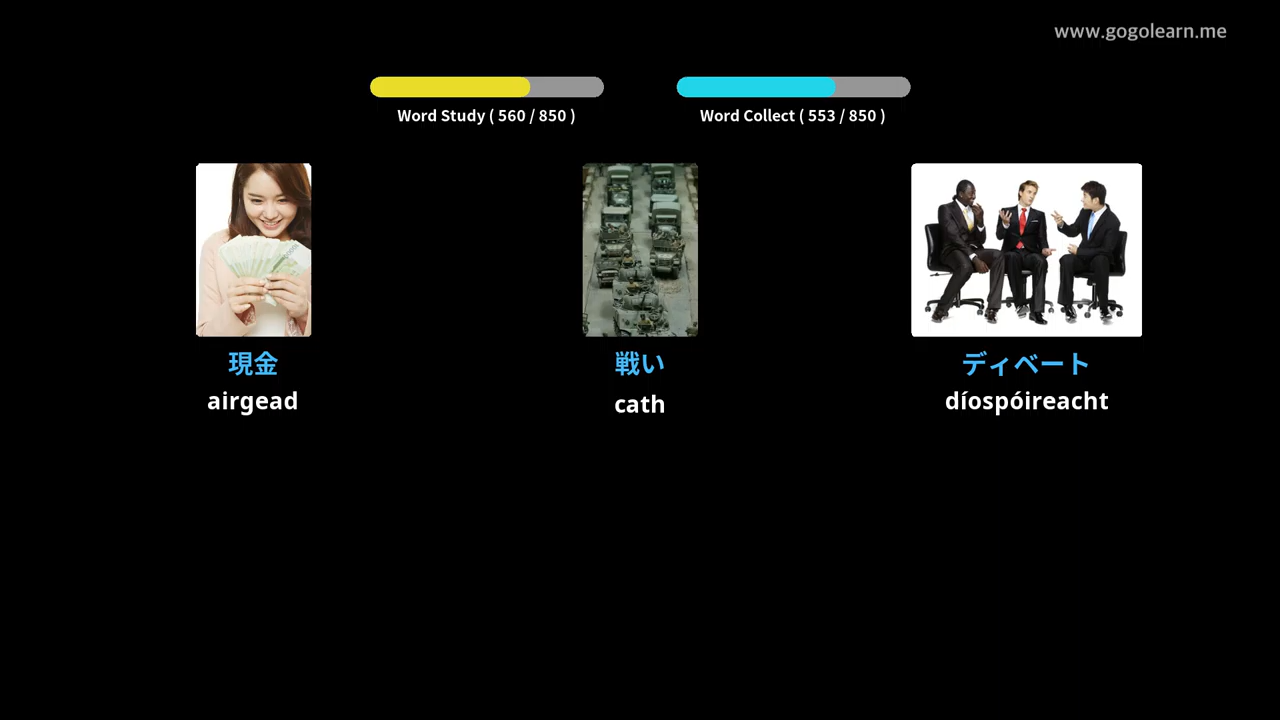 www.gogolearn.me
Word Study ( 560 / 850 )
Word Collect ( 553 / 850 )
現金
戦い
ディベート
airgead
cath
díospóireacht